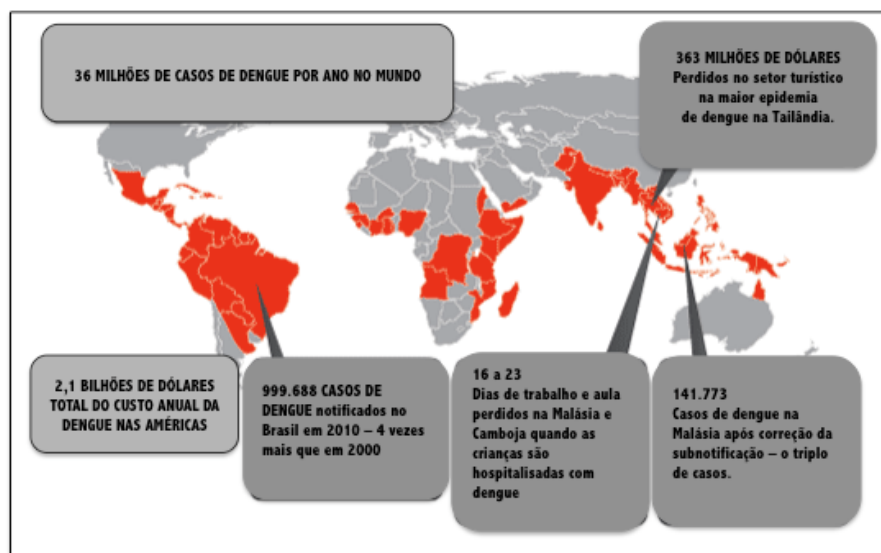 36 MILHÕES DE CASOS DE DENGUE POR ANO NO MUNDO
363 MILHÕES DE DÓLARES
Perdidos no setor turístico
na maior epidemia
de dengue na Tailândia.
2,1 BILHÕES DE DÓLARES
TOTAL DO CUSTO ANUAL DA
DENGUE NAS AMÉRICAS
999.688 CASOS DE
DENGUE notificados no
Brasil em 2010 – 4 vezes
mais que em 2000
16 a 23
Dias de trabalho e aula
perdidos na Malásia e
Camboja quando as
crianças são
hospitalisadas com
dengue
141.773
Casos de dengue na
Malásia após correção da
subnotificação – o triplo
de casos.